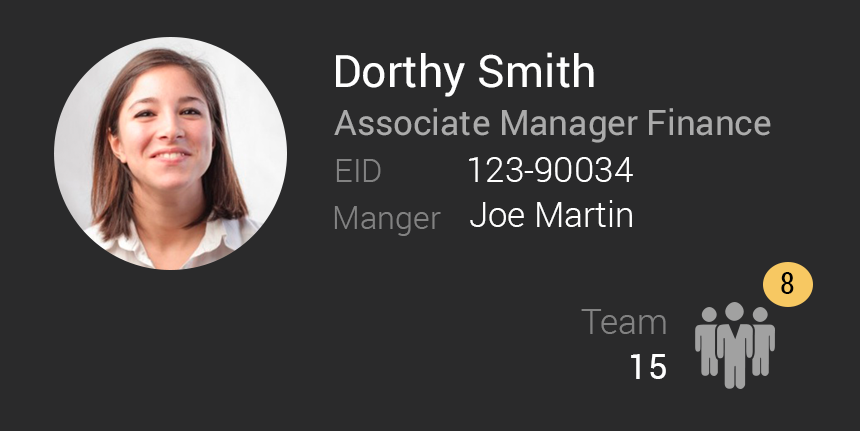 Dorthy Smith
Associate Manager Finance
EID 123-90034
Manger Joe Martin
8
Team
15